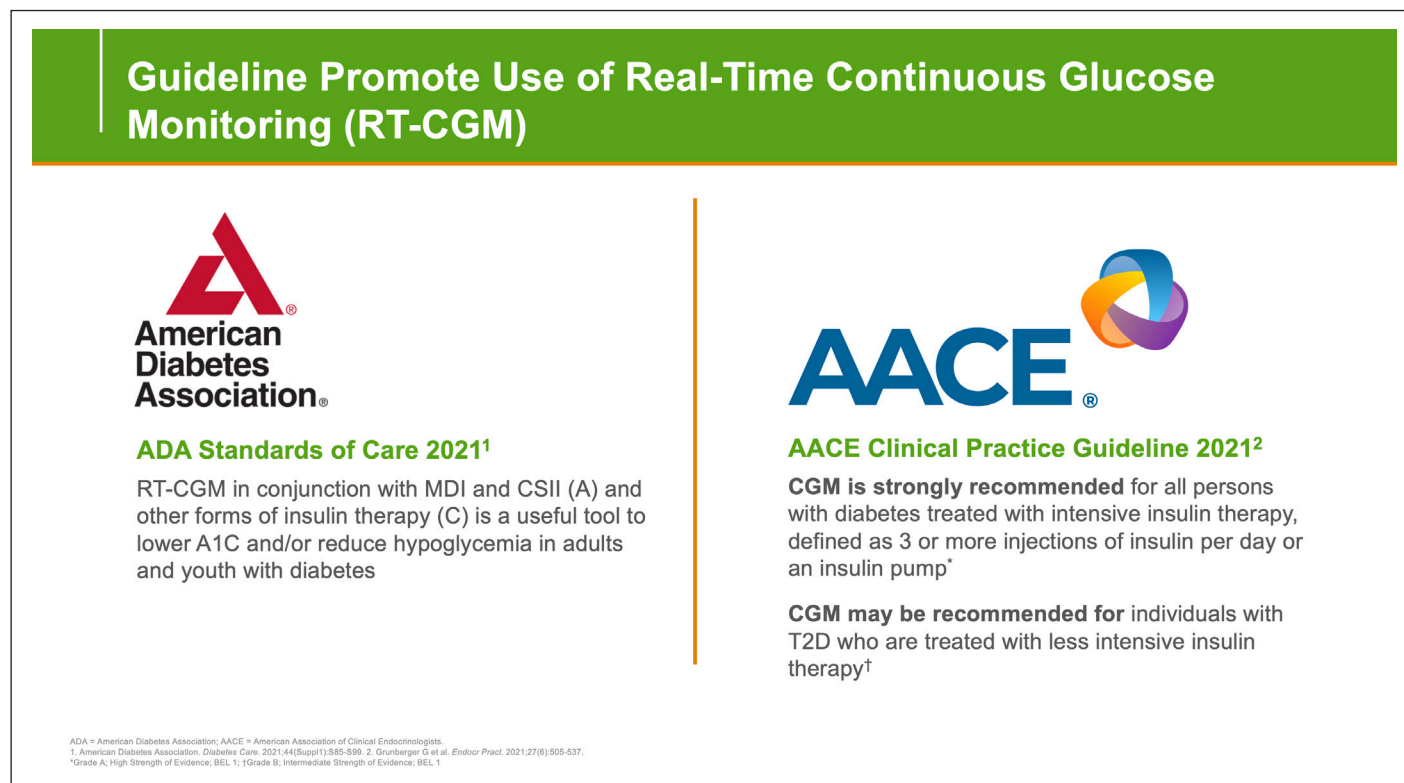 Guideline Promote Use of Real-Time Continuous Glucose
Monitoring (RT-CGM)
®
American
Diabetes
Association®
ADA Standards of Care 2021¹
RT-CGM in conjunction with MDI and CSII (A) and
other forms of insulin therapy (C) is a useful tool to
lower A1C and/or reduce hypoglycemia in adults
and youth with diabetes
AACE®
AACE Clinical Practice Guideline 2021²
CGM is strongly recommended for all persons
with diabetes treated with intensive insulin therapy,
defined as 3 or more injections of insulin per day or
an insulin pump*
CGM may be recommended for individuals with
T2D who are treated with less intensive insulin
therapy†
ADA = American Diabetes Association; AACE = American Association of Clinical Endocrinologists.
1. American Diabetes Association. Diabetes Care. 2021;44(Suppl1):S85-S99. 2. Grunberger G et al. Endocr Pract. 2021;27(6):505-537.
*Grade A; High Strength of Evidence; BEL 1; †Grade B; Intermediate Strength of Evidence; BEL 1